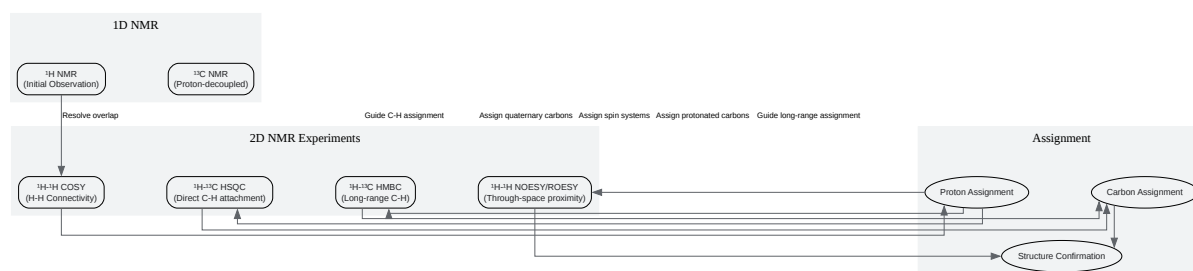 1D NMR
¹H NMR
(Initial Observation)
¹³C NMR
(Proton-decoupled)
Resolve overlap
Guide C-H assignment
Assign quaternary carbons
Assign spin systems
Assign protonated carbons
Guide long-range assignment
2D NMR Experiments
Assignment
¹H-¹H COSY
(H-H Connectivity)
¹H-¹³C HSQC
(Direct C-H attachment)
¹H-¹³C HMBC
(Long-range C-H)
¹H-¹H NOESY/ROESY
(Through-space proximity)
Proton Assignment
Carbon Assignment
Structure Confirmation